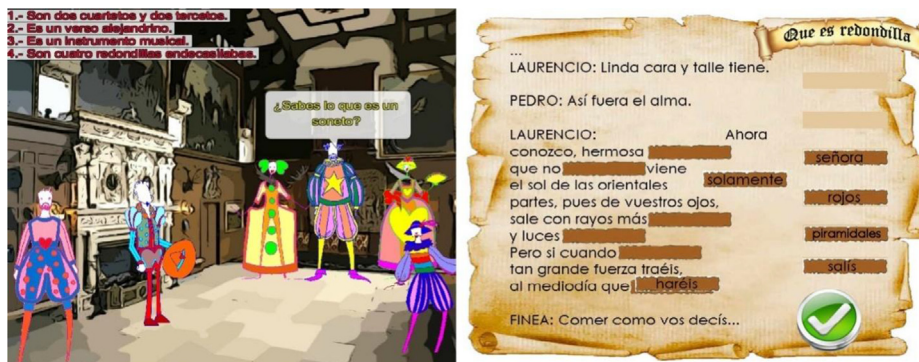 1.- Son dos cuartetos y dos tercetos.
2.- Es un verso alejandrino.
3.- Es un instrumento musical.
4.- Son cuatro redondillas endecasílabas.
¿Sabes lo que es un
soneto?
Que es redondilla
...
LAURENCIO: Linda cara y talle tiene.
PEDRO: Así fuera el alma.
LAURENCIO: Ahora
conozco, hermosa
que no viene
el sol de las orientales solamente
partes, pues de vuestros ojos,
sale con rayos más
y luces
Pero si cuando
tan grande fuerza traéis,
al mediodía que haréis
FINEA: Comer como vos decís...
señora
rojos
piramidales
salís